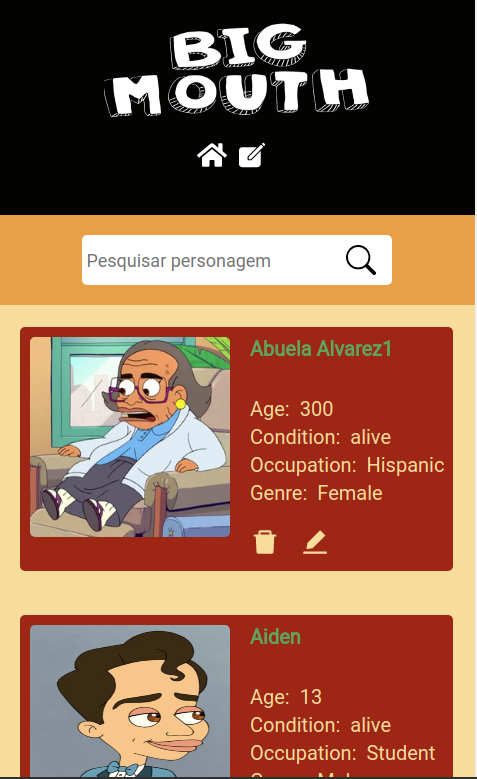 BIG
MOUTH
Pesquisar personagem
Abuela Alvarez1
Age: 300
Condition: alive
Occupation: Hispanic
Genre: Female
Aiden
Age: 13
Condition: alive
Occupation: Student